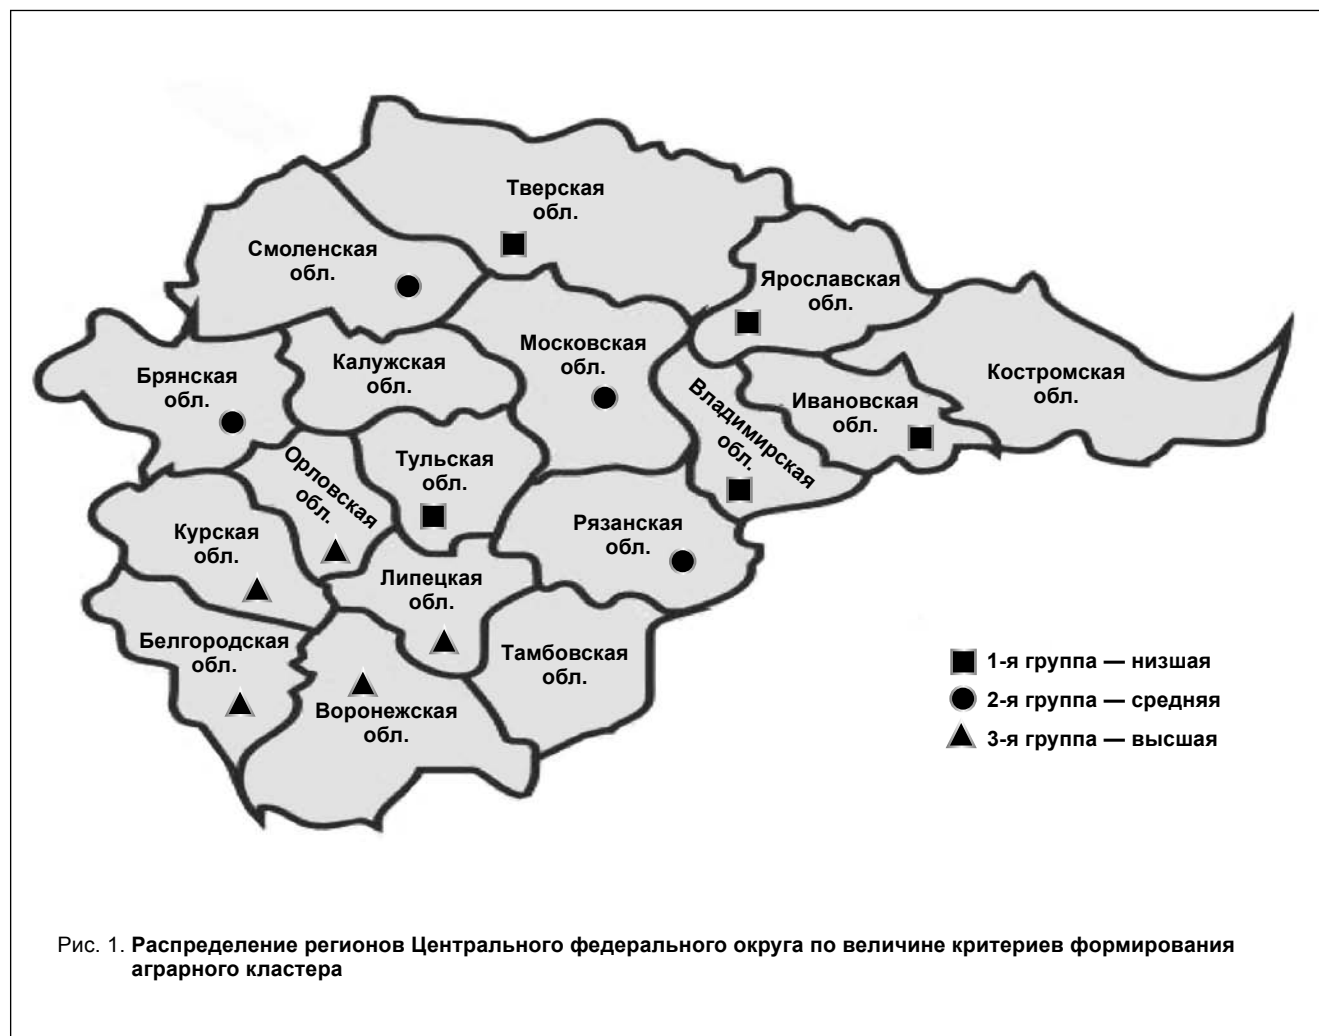 Тверская
обл.
Смоленская
обл.
Ярославская
обл.
Московская
обл.
Калужская
обл.
Брянская
обл.
Костромская
обл.
Ивановская
обл.
Владимирская
обл.
Орловская
обл.
Тульская
обл.
Курская
обл.
Рязанская
обл.
Липецкая
обл.
Белгородская
обл.
Тамбовская
обл.
Воронежская
обл.
1-я группа — низшая
2-я группа — средняя
3-я группа — высшая
Рис. 1. Распределение регионов Центрального федерального округа по величине критериев формирования
аграрного кластера